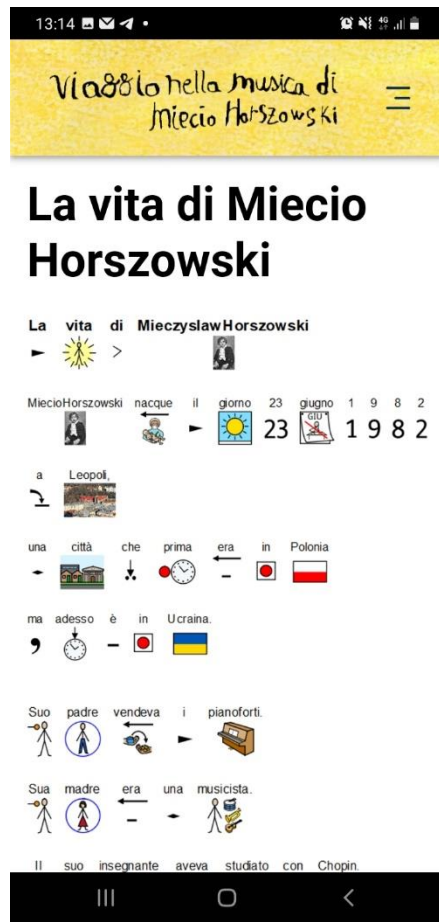 13:14
4G
Viaggio nella musica di
Miecio Horszowski
La vita di Miecio
Horszowski
La vita di Mieczyslaw Horszowski
MiecioHorszowski nacque il giorno 23 giugno 1 9 8 2
23 GIU 1 9 8 2
a Leopoli,
una città che prima era in Polonia
ma adesso è in Ucraina.
Suo padre vendeva i pianoforti.
Sua madre era una musicista.
Il suo insegnante aveva studiato con Chopin.